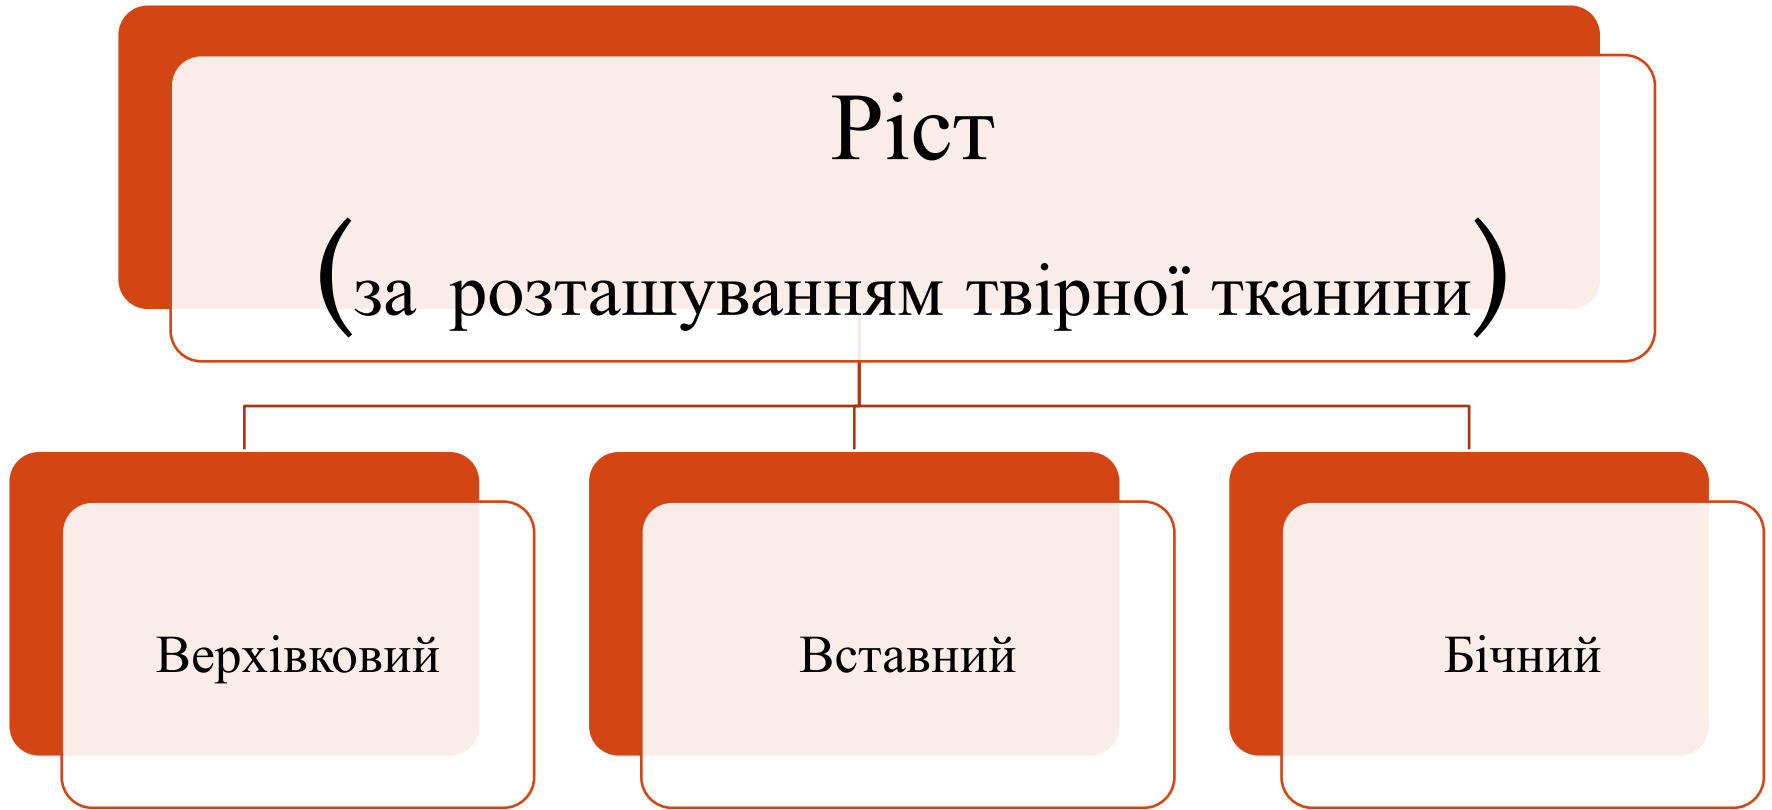 Ріст
(за розташуванням твірної тканини)
Верхівковий
Вставний
Бічний